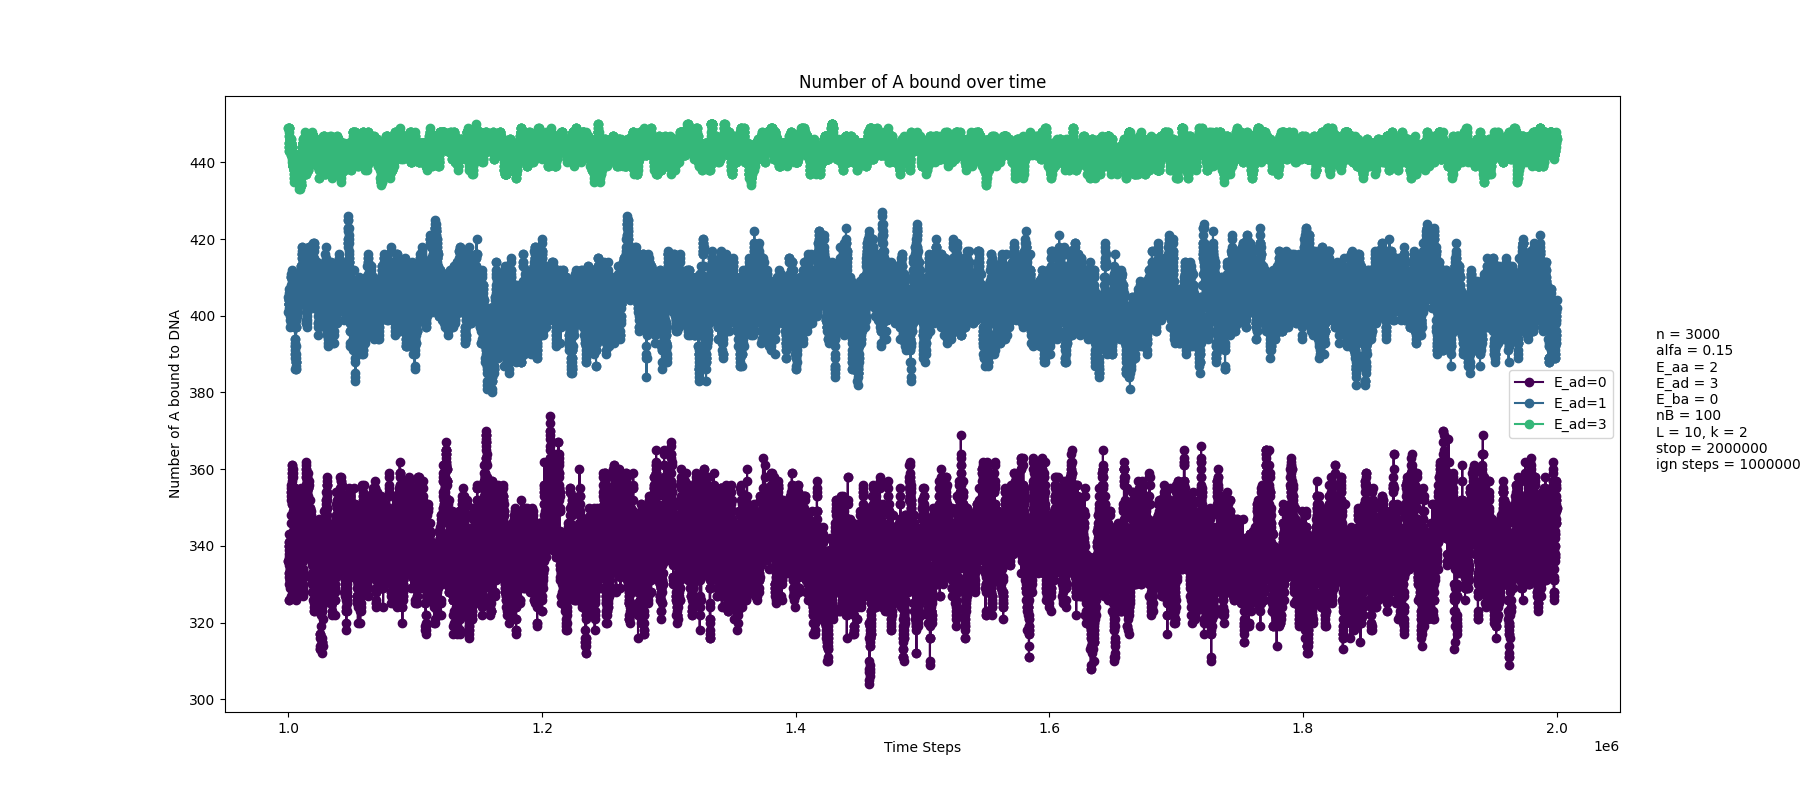 Number of A bound over time
Number of A bound to DNA
440
420
400
380
360
340
320
300
1.0
1.2
1.4
1.6
1.8
2.0
1e6
Time Steps
E_ad=0
E_ad=1
E_ad=3
n = 3000
alfa = 0.15
E_aa = 2
E_ad = 3
E_ba = 0
nB = 100
L = 10, k = 2
stop = 2000000
ign steps = 1000000